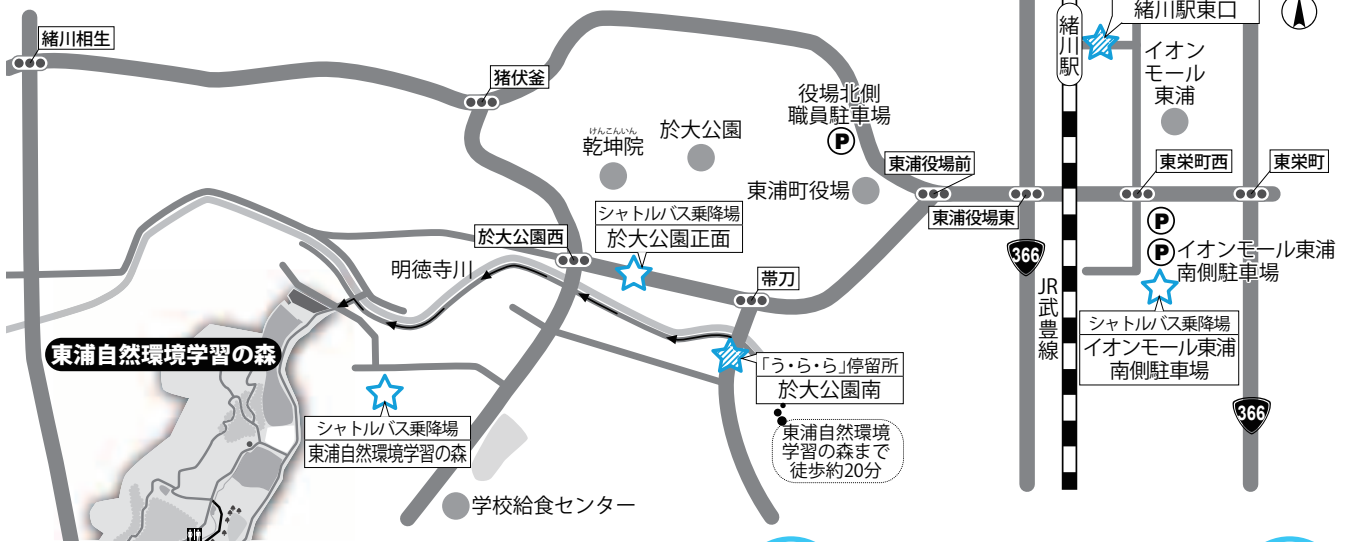 緒川相生
猪伏釜
けんこんいん
乾坤院
於大公園
役場北側
職員駐車場
P
東浦町役場
東浦役場前
東浦役場東
緒川駅
緒川駅東口
イオン
モール
東浦
東栄町西
東栄町
P
P
イオンモール東浦
南側駐車場
シャトルバス乗降場
イオンモール東浦
南側駐車場
366
366
JR武豊線
シャトルバス乗降場
於大公園正面
於大公園西
明徳寺川
帯刀
「う・ら・ら」停留所
於大公園南
東浦自然環境
学習の森まで
徒歩約20分
東浦自然環境学習の森
シャトルバス乗降場
東浦自然環境学習の森
学校給食センター